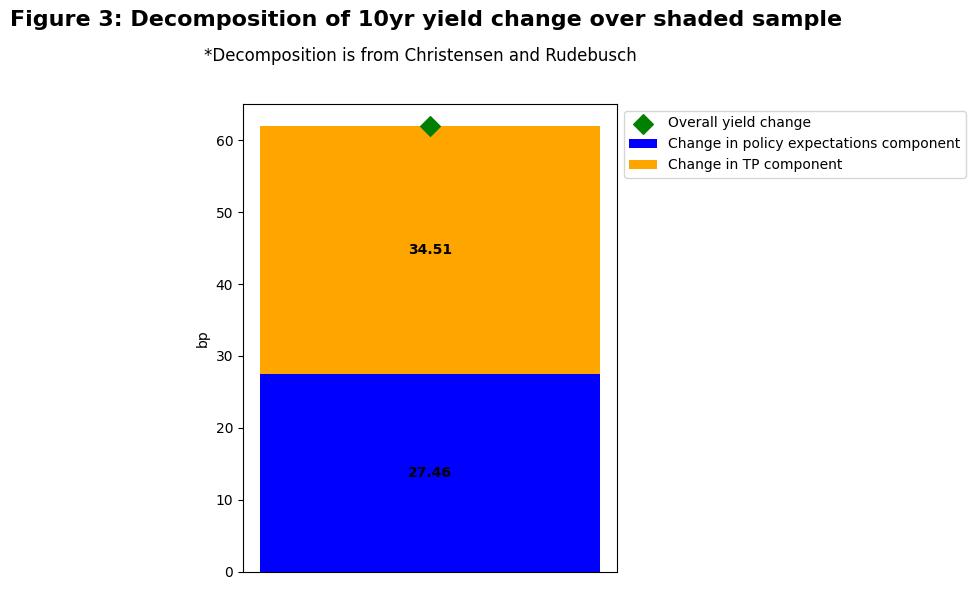 Figure 3: Decomposition of 10yr yield change over shaded sample
*Decomposition is from Christensen and Rudebusch
Overall yield change
Change in policy expectations component
Change in TP component
60
50
40
30
20
10
0
bp
34.51
27.46